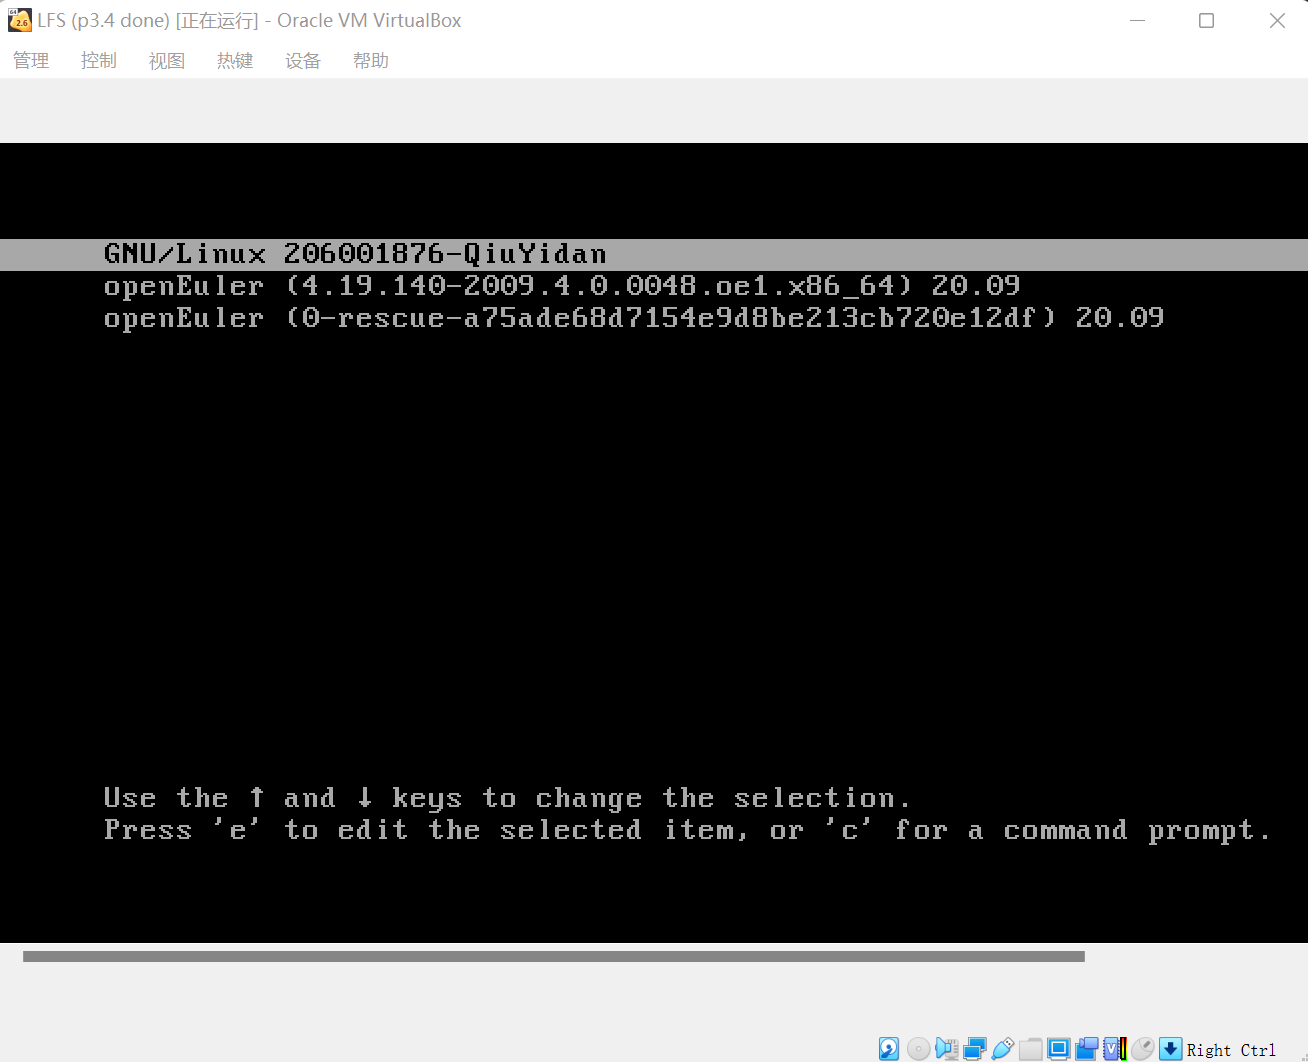 LFS (p3.4 done) [正在运行] - Oracle VM VirtualBox
管理 控制 视图 热键 设备 帮助
GNU/Linux 206001876-QiuYidan
openEuler (4.19.140-2009.4.0.0048.oe1.x86_64) 20.09
openEuler (0-rescue-a75ade68d7154e9d8be213cb720e12df) 20.09
Use the ↑ and ↓ keys to change the selection.
Press 'e' to edit the selected item, or 'c' for a command prompt.
Right Ctrl